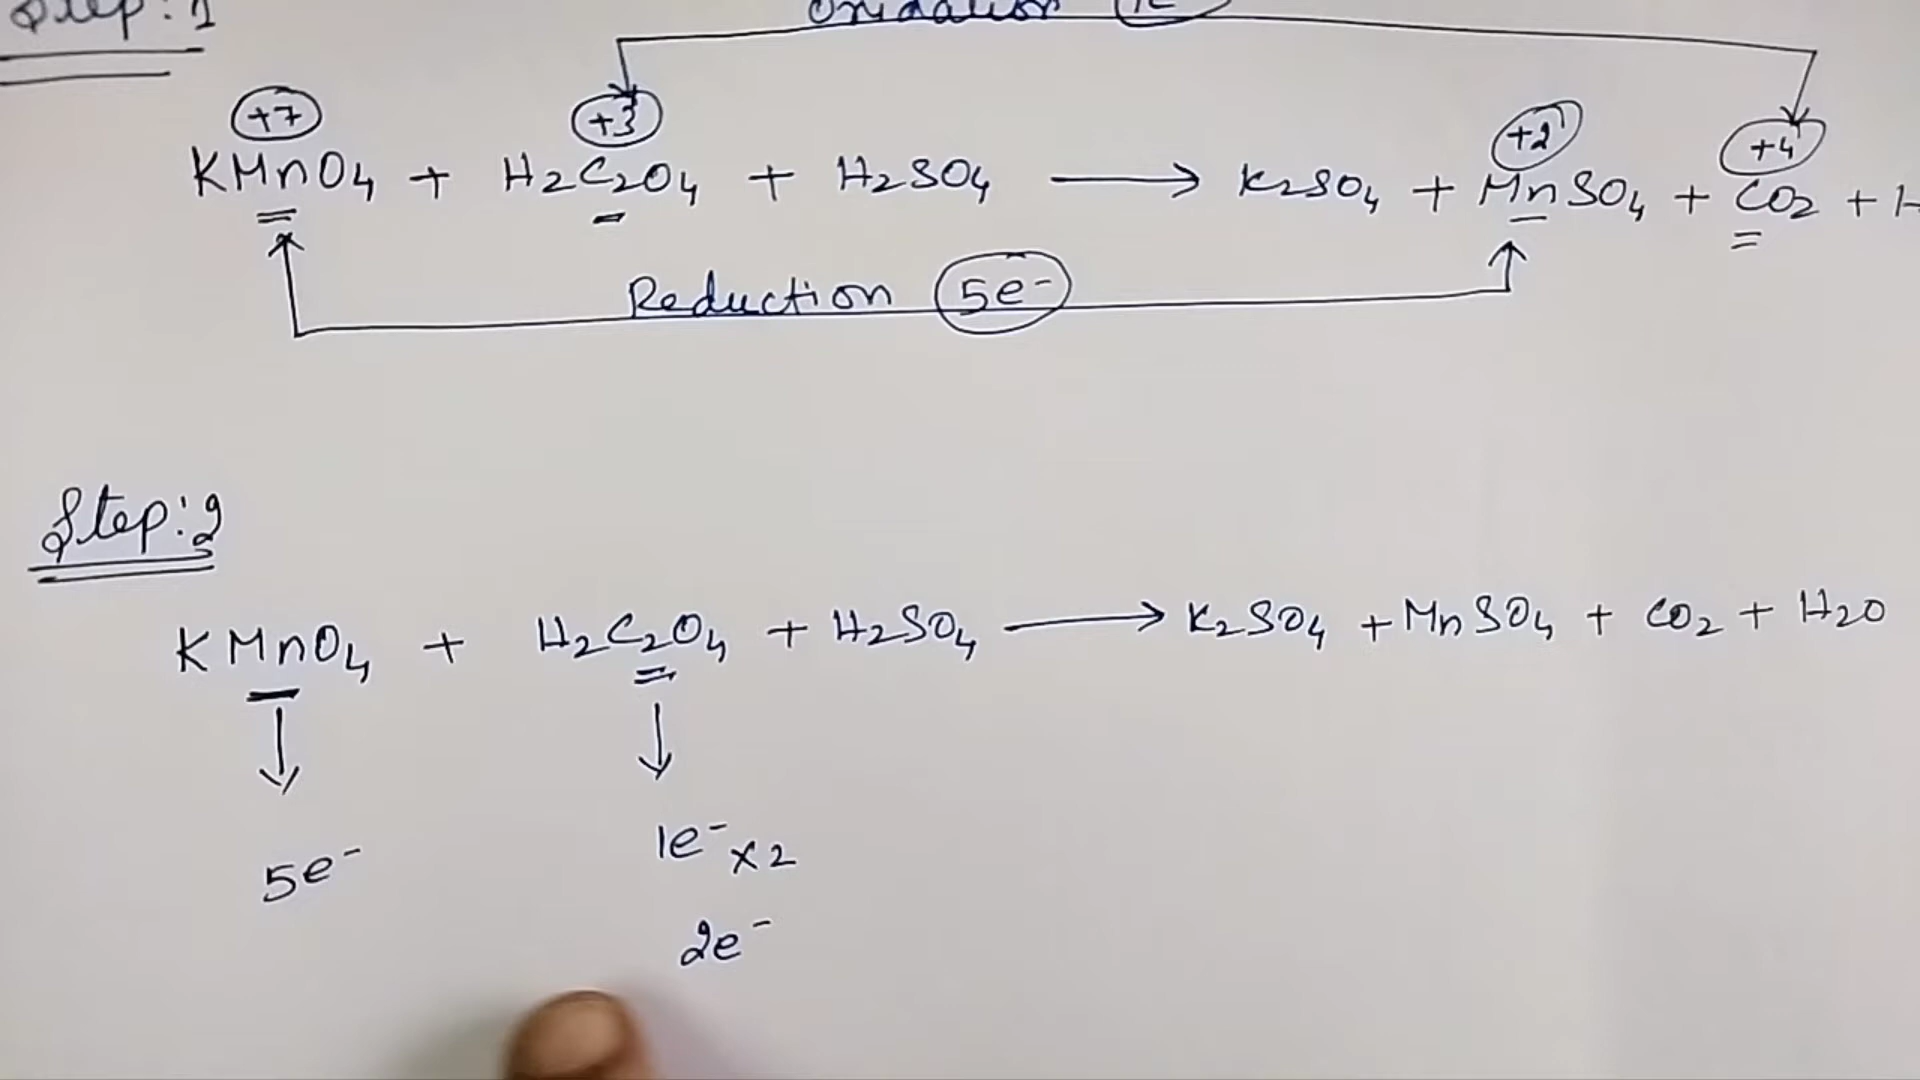 Step: 1
Oxidation 1e-
+7 +3 +2 +4
KMnO4 + H2C2O4 + H2SO4 → K2SO4 + MnSO4 + CO2 +
Reduction 5e-
Step: 2
KMnO4 + H2C2O4 + H2SO4 → K2SO4 + MnSO4 + CO2 + H2O
5e- 1e- x2
2e-